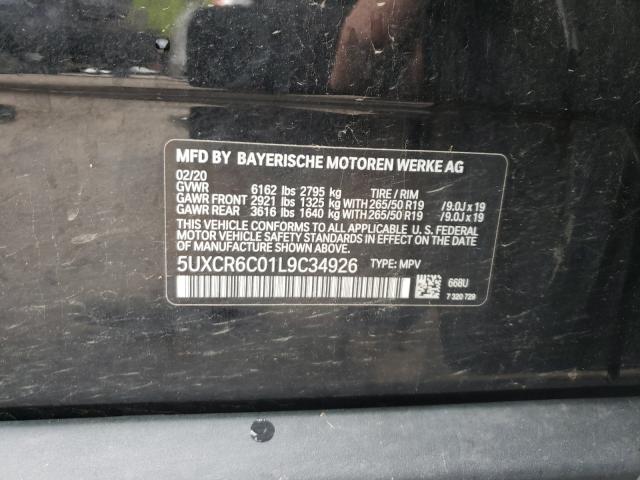 MFD BY BAYERISCHE MOTOREN WERKE AG
02/20
GVWR 6162 lbs 2795 kg TIRE / RIM
GAWR FRONT 2921 lbs 1325 kg WITH 265/50 R19 /9.0J x 19
GAWR REAR 3616 lbs 1640 kg WITH 265/50 R19 /9.0J x 19
THIS VEHICLE CONFORMS TO ALL APPLICABLE U. S. FEDERAL
MOTOR VEHICLE SAFETY STANDARDS IN EFFECT ON THE DATE OF
MANUFACTURE SHOWN ABOVE.
5UXCR6C01L9C34926 TYPE: MPV
668U
7 320 729